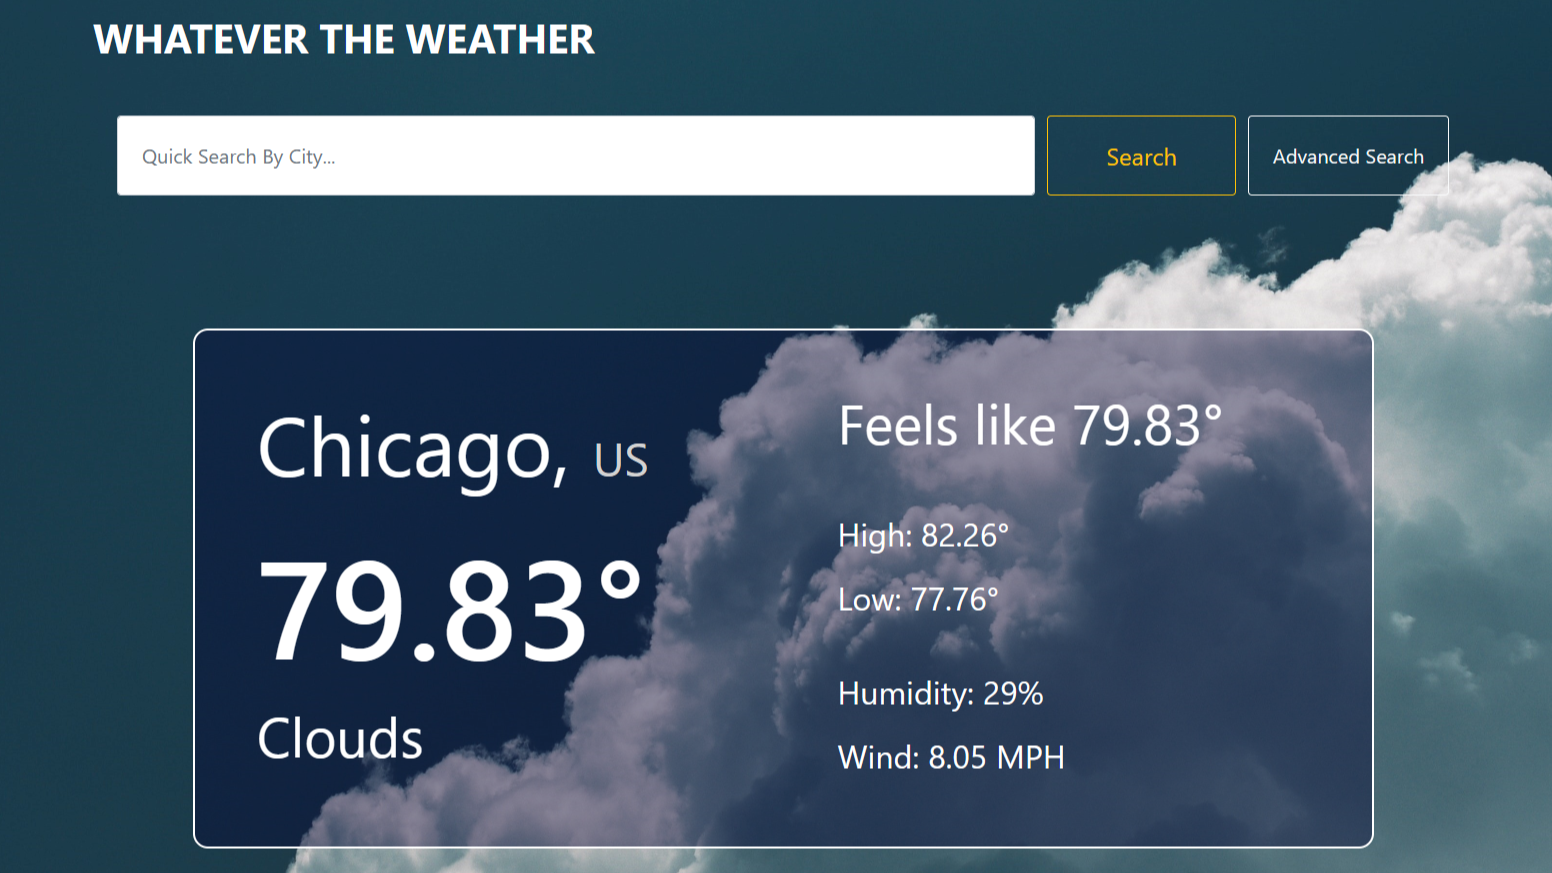 WHATEVER THE WEATHER
Quick Search By City...
Search
Advanced Search
Chicago, US
79.83°
Clouds
Feels like 79.83°
High: 82.26°
Low: 77.76°
Humidity: 29%
Wind: 8.05 MPH